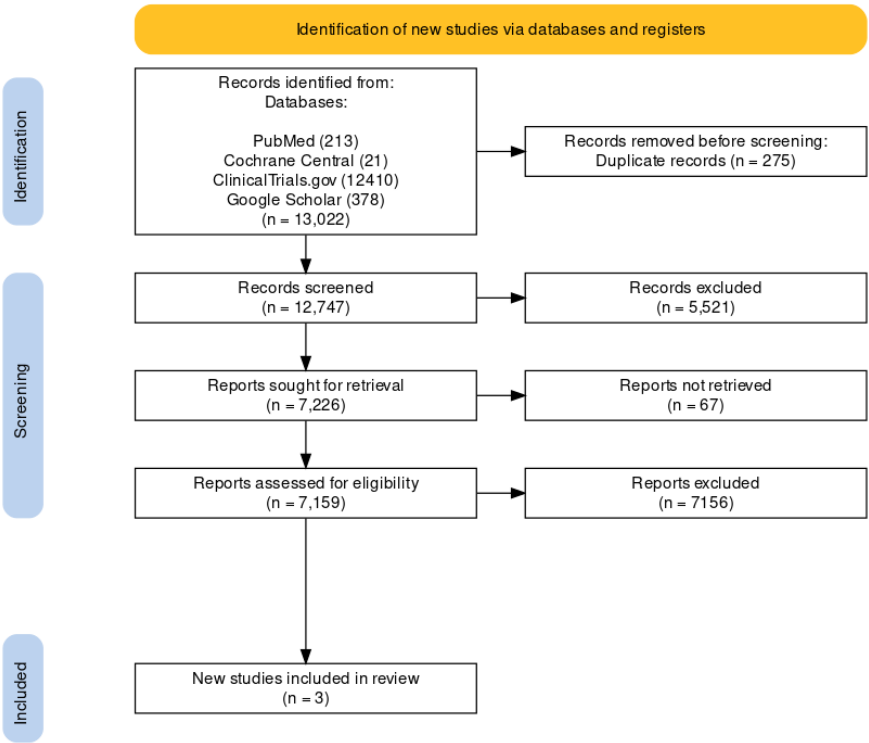 Identification of new studies via databases and registers
Identification
Records identified from:
Databases:
PubMed (213)
Cochrane Central (21)
ClinicalTrials.gov (12410)
Google Scholar (378)
(n = 13,022)
Records removed before screening:
Duplicate records (n = 275)
Screening
Records screened
(n = 12,747)
Records excluded
(n = 5,521)
Reports sought for retrieval
(n = 7,226)
Reports not retrieved
(n = 67)
Reports assessed for eligibility
(n = 7,159)
Reports excluded
(n = 7156)
Included
New studies included in review
(n = 3)